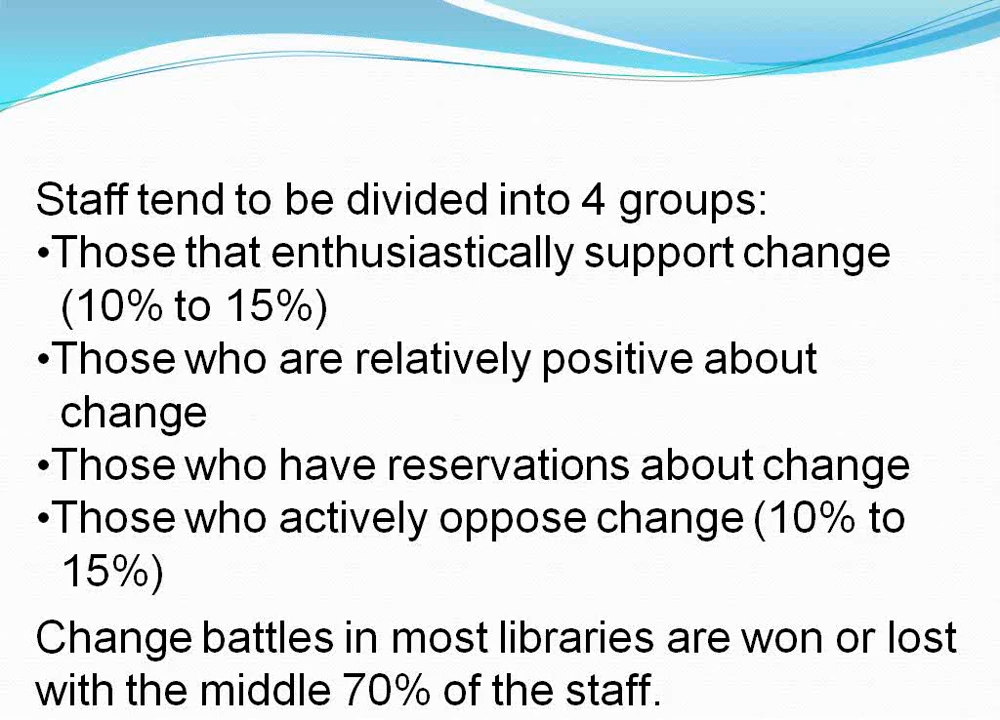 Staff tend to be divided into 4 groups:
•Those that enthusiastically support change
(10% to 15%)
•Those who are relatively positive about
change
•Those who have reservations about change
•Those who actively oppose change (10% to
15%)
Change battles in most libraries are won or lost
with the middle 70% of the staff.